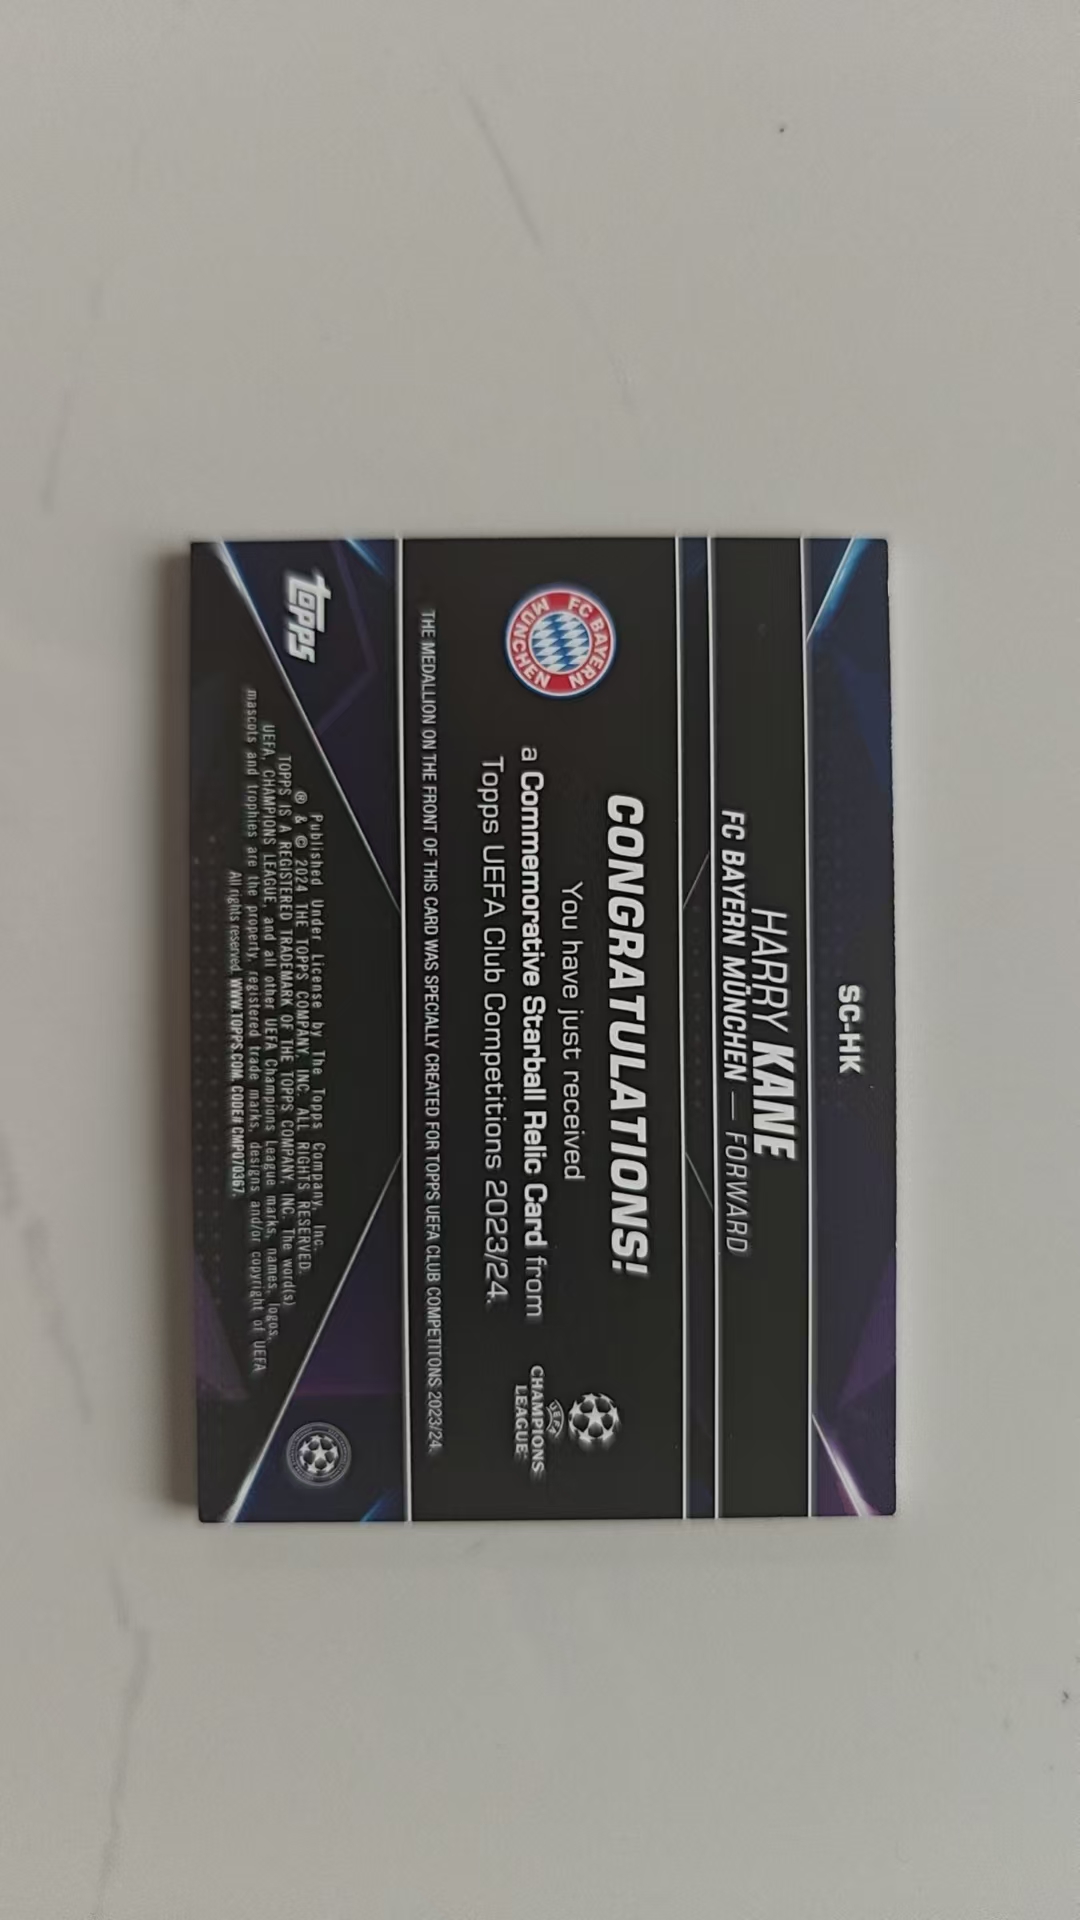 SC-HK
HARRY KANE
FC BAYERN MÜNCHEN — FORWARD
CONGRATULATIONS!
You have just received
a Commemorative Starball Relic Card from
Topps UEFA Club Competitions 2023/24.
FC BAYERN
MÜNCHEN
UEFA
CHAMPIONS
LEAGUE
THE MEDALLION ON THE FRONT OF THIS CARD WAS SPECIALLY CREATED FOR TOPPS UEFA CLUB COMPETITONS 2023/24.
topps
Published Under License by The Topps Company, Inc.
® & © 2024 THE TOPPS COMPANY, INC. ALL RIGHTS RESERVED.
TOPPS IS A REGISTERED TRADEMARK OF THE TOPPS COMPANY, INC. The word(s)
UEFA, CHAMPIONS LEAGUE, and all other UEFA Champions League marks, names, logos,
mascots and trophies are the property, registered trade marks, designs and/or copyright of UEFA
All rights reserved. WWW.TOPPS.COM. CODE# CMP070367.